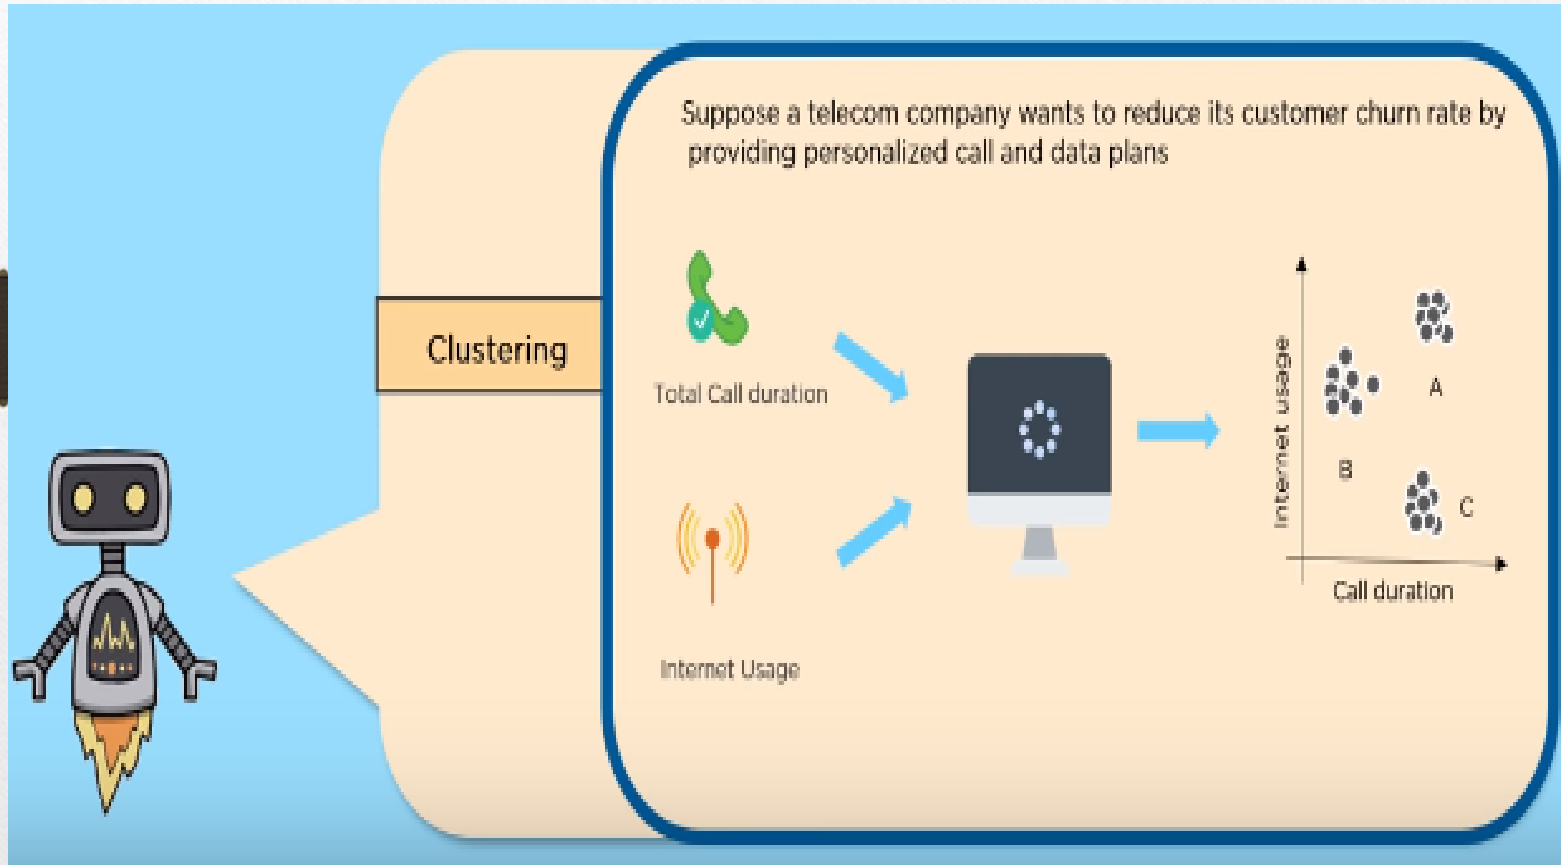 Suppose a telecom company wants to reduce its customer churn rate by
providing personalized call and data plans
Clustering
Total Call duration
Internet Usage
Internet usage
A
B
C
Call duration